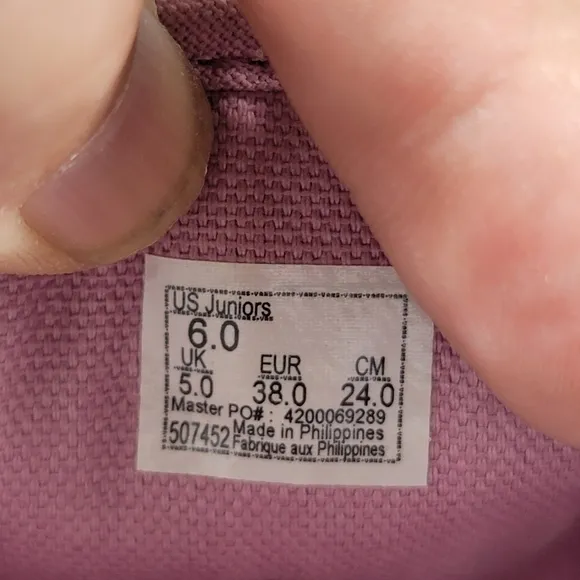 US Juniors
6.0
UK EUR CM
5.0 38.0 24.0
Master PO# : 4200069289
507452 Made in Philippines
Fabrique aux Philippines